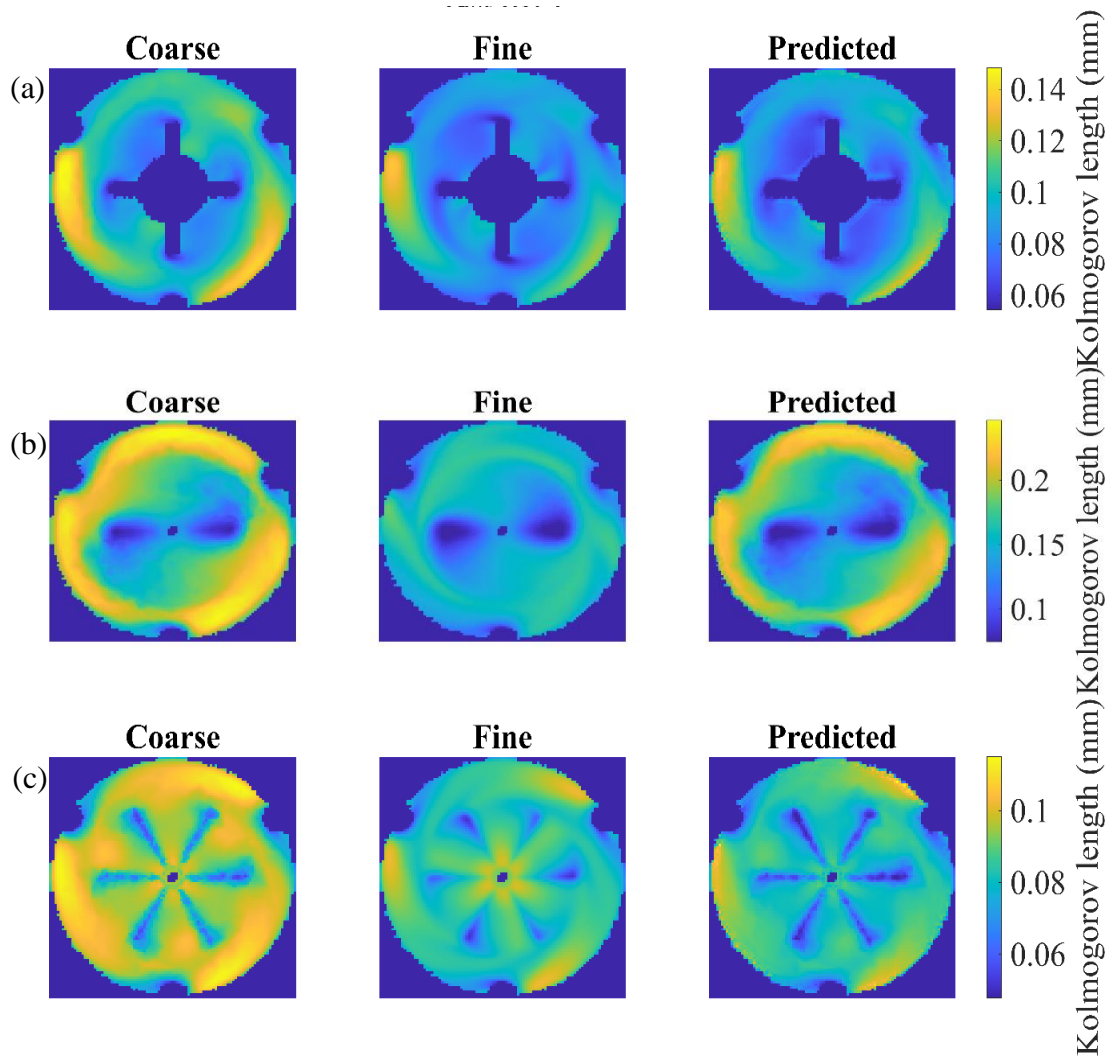 Coarse Fine Predicted
(a)
0.14
0.12
0.1
0.08
0.06
Kolmogorov length (mm)
Coarse Fine Predicted
(b)
0.2
0.15
0.1
Kolmogorov length (mm)
Coarse Fine Predicted
(c)
0.1
0.08
0.06
Kolmogorov length (mm)